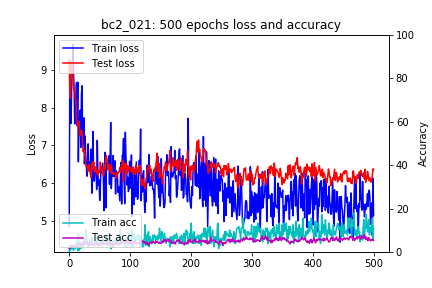 bc2_021: 500 epochs loss and accuracy
Train loss
Test loss
Train acc
Test acc
Loss
Accuracy
9
8
7
6
5
100
80
60
40
20
0
0
100
200
300
400
500